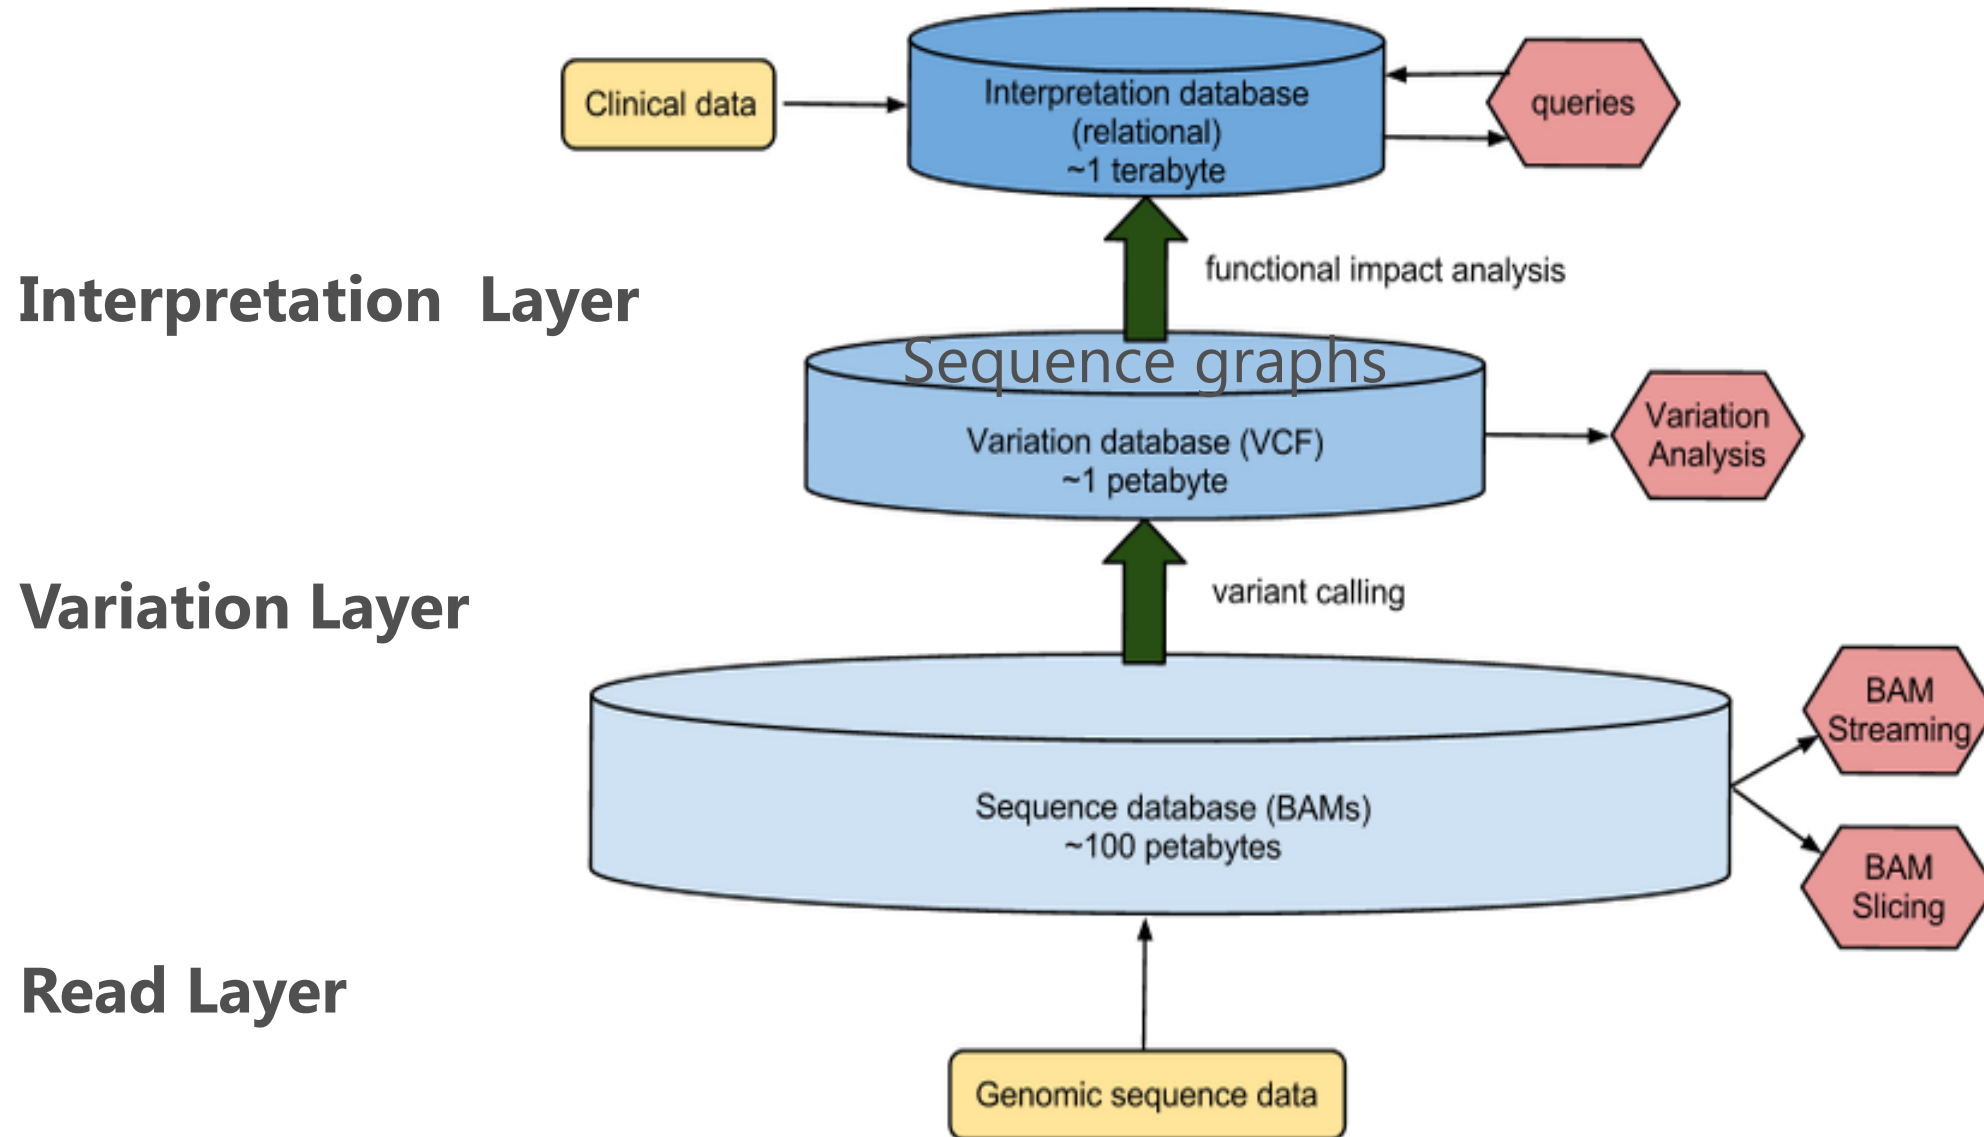 Clinical data
Interpretation database
(relational)
~1 terabyte
queries
Interpretation Layer
functional impact analysis
Sequence graphs
Variation database (VCF)
~1 petabyte
Variation
Analysis
Variation Layer
variant calling
BAM
Streaming
Sequence database (BAMs)
~100 petabytes
BAM
Slicing
Read Layer
Genomic sequence data